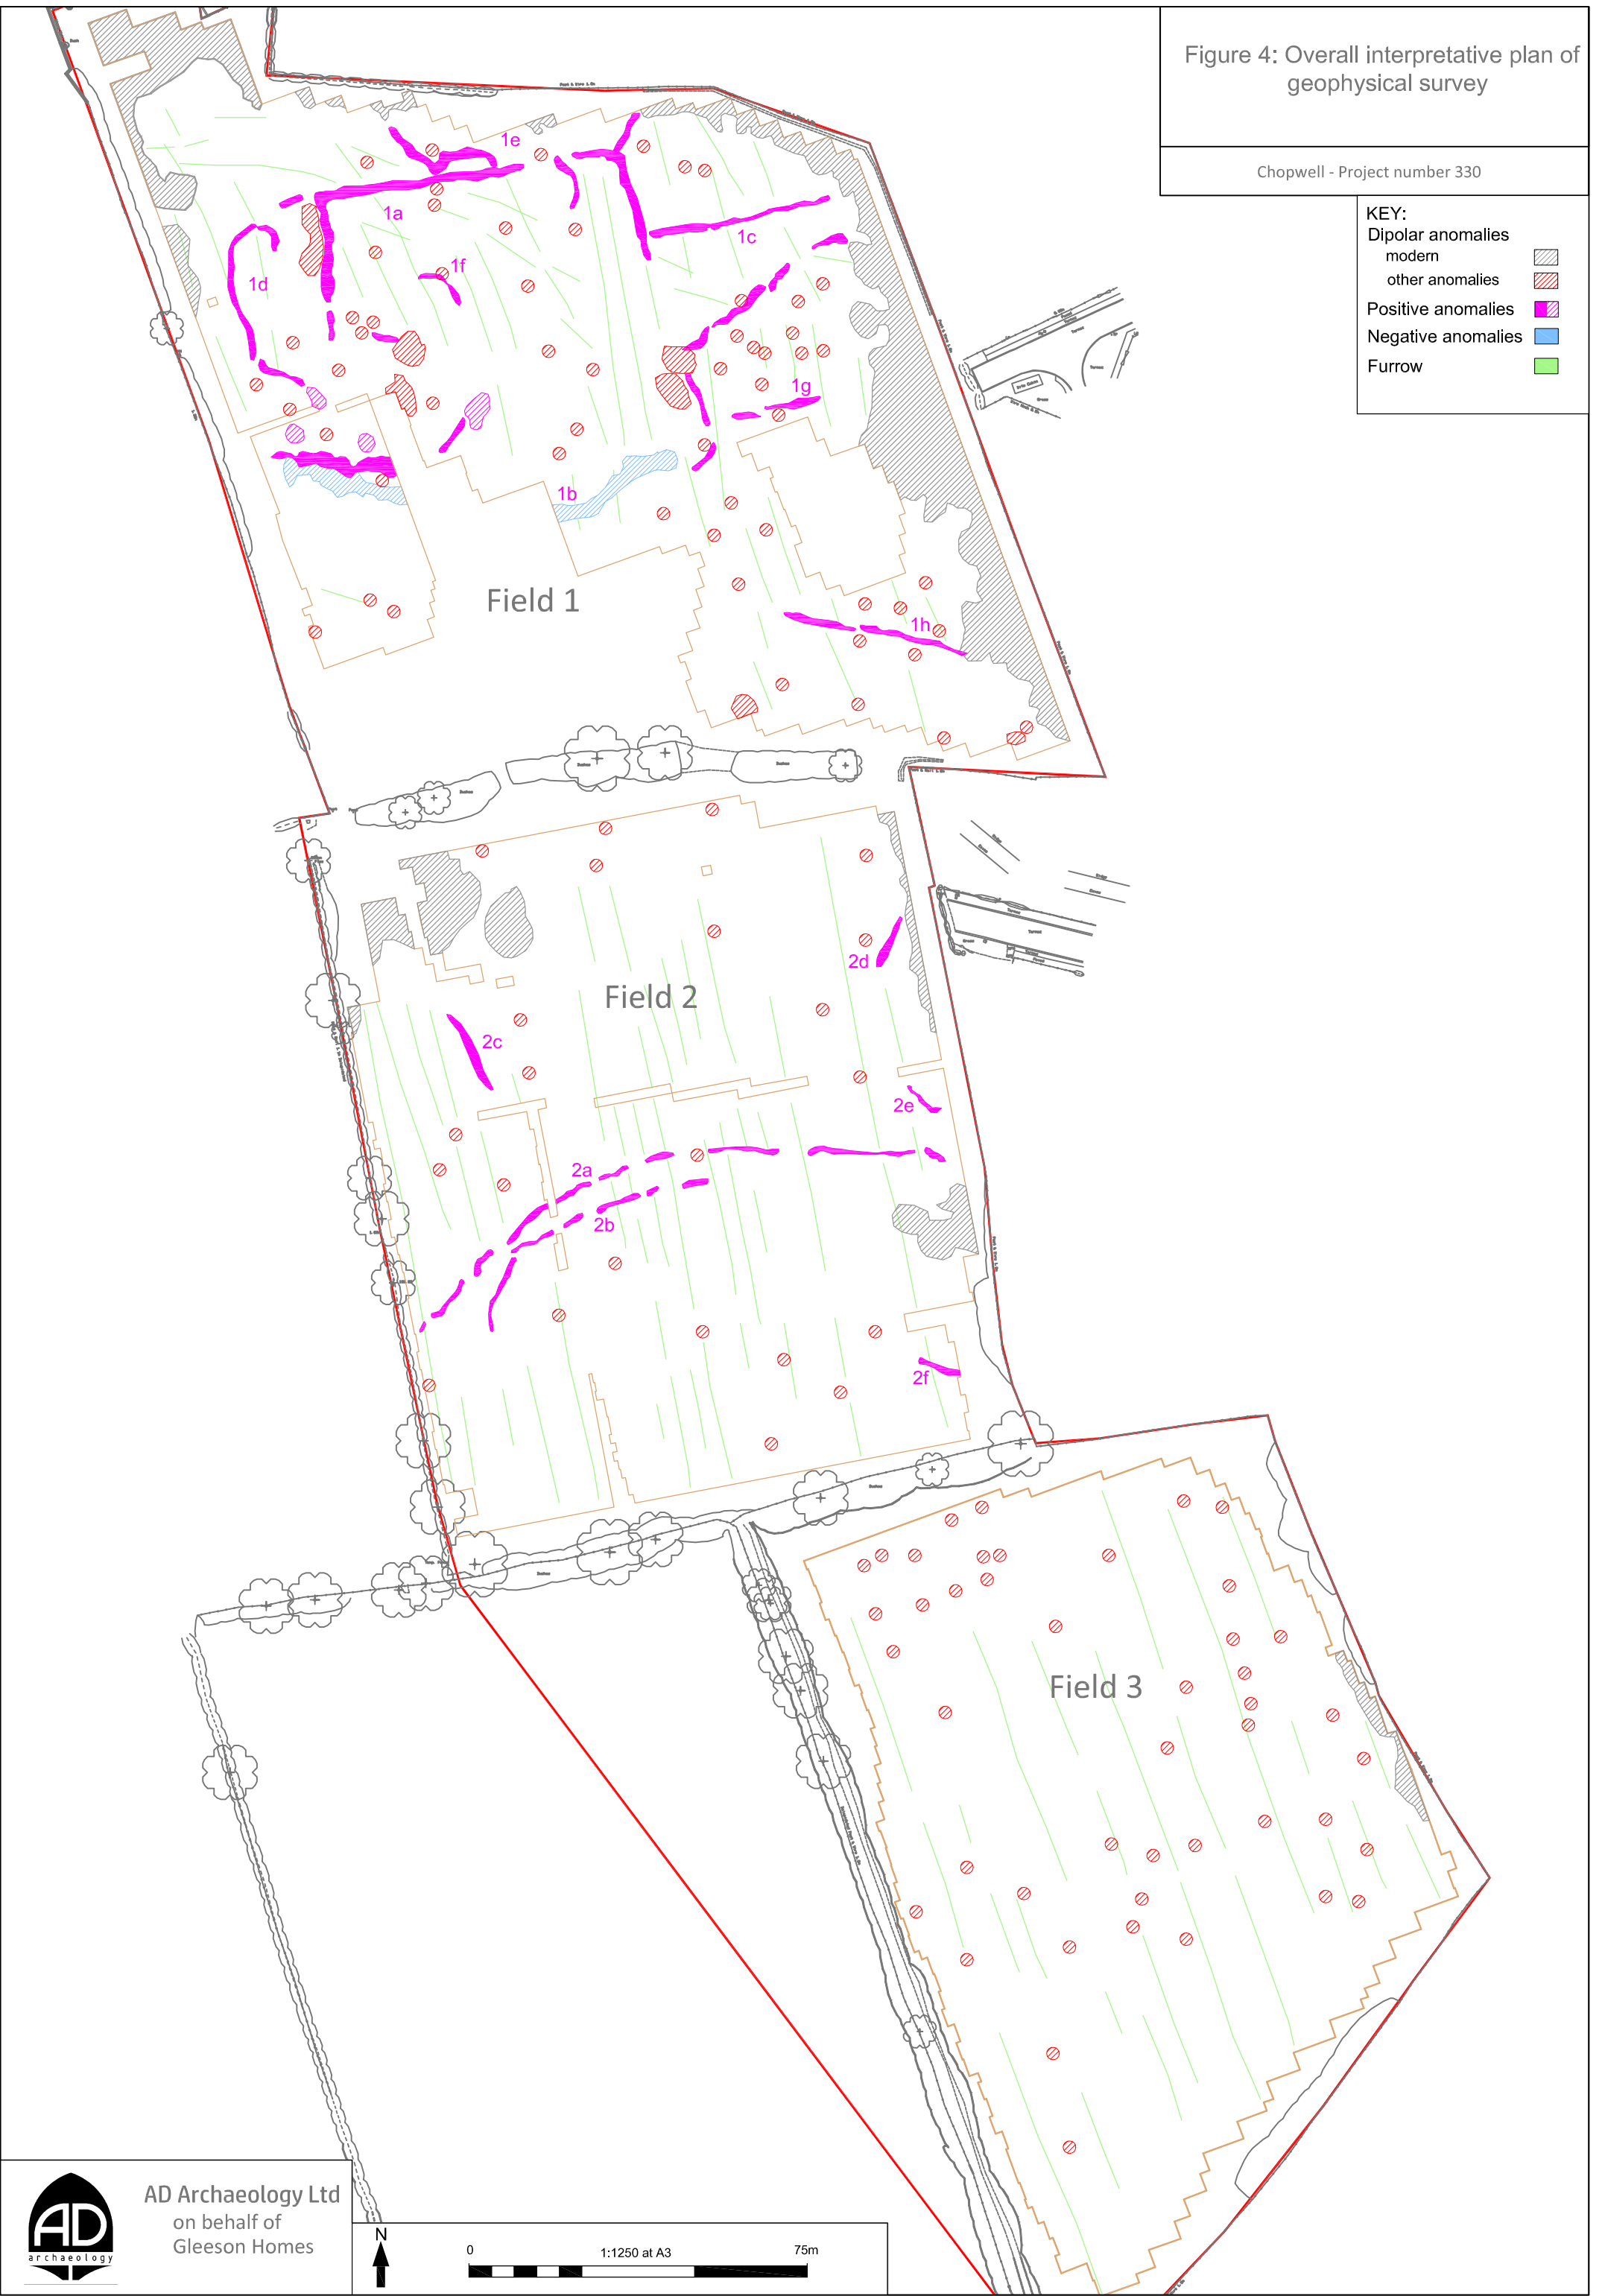 Figure 4: Overall interpretative plan of
geophysical survey
Chopwell - Project number 330
KEY:
Dipolar anomalies
modern
other anomalies
Positive anomalies
Negative anomalies
Furrow
1e
1a
1c
1d
1f
1g
1b
Field 1
1h
2d
Field 2
2c
2e
2a
2b
2f
Field 3
AD
archaeology
AD Archaeology Ltd
on behalf of
Gleeson Homes
N
0
1:1250 at A3
75m